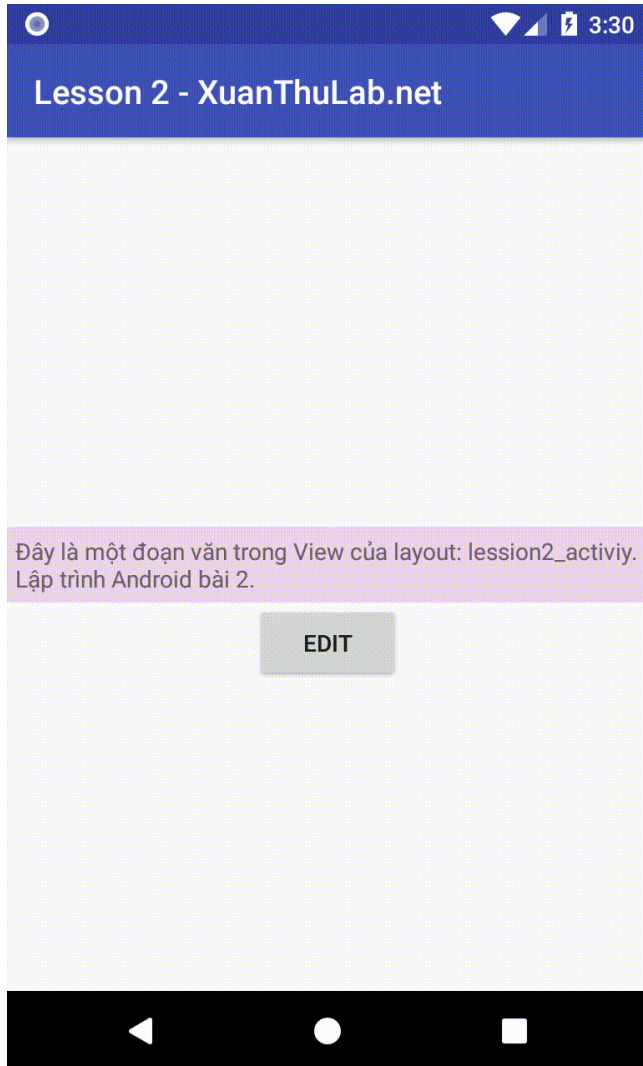 3:30
Lesson 2 - XuanThuLab.net
Đây là một đoạn văn trong View của layout: lession2_activiy.
Lập trình Android bài 2.
EDIT